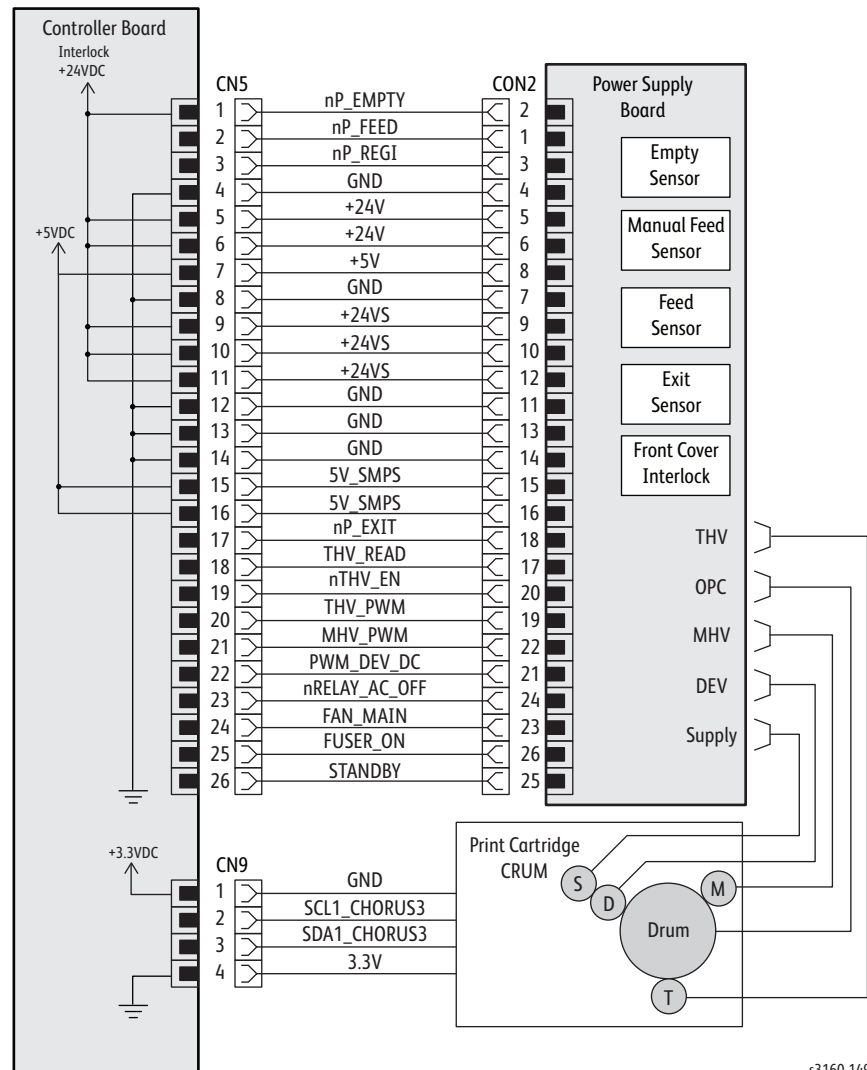 Controller Board
Interlock
+24VDC
CN5
CON2
Power Supply
Board
1 nP_EMPTY 2
2 nP_FEED 1
3 nP_REGI 3
4 GND 4
5 +24V 5
6 +24V 6
7 +5V 8
8 GND 7
9 +24VS 9
10 +24VS 10
11 +24VS 12
12 GND 11
13 GND 13
14 GND 14
15 5V_SMPS 15
16 5V_SMPS 16
17 nP_EXIT 18
18 THV_READ 17
19 nTHV_EN 20
20 THV_PWM 19
21 MHV_PWM 22
22 PWM_DEV_DC 21
23 nRELAY_AC_OFF 24
24 FAN_MAIN 23
25 FUSER_ON 26
26 STANDBY 25
+5VDC
Empty
Sensor
Manual Feed
Sensor
Feed
Sensor
Exit
Sensor
Front Cover
Interlock
THV
OPC
MHV
DEV
Supply
+3.3VDC
CN9
1 GND
2 SCL1_CHORUS3
3 SDA1_CHORUS3
4 3.3V
Print Cartridge
CRUM
S
D
M
Drum
T